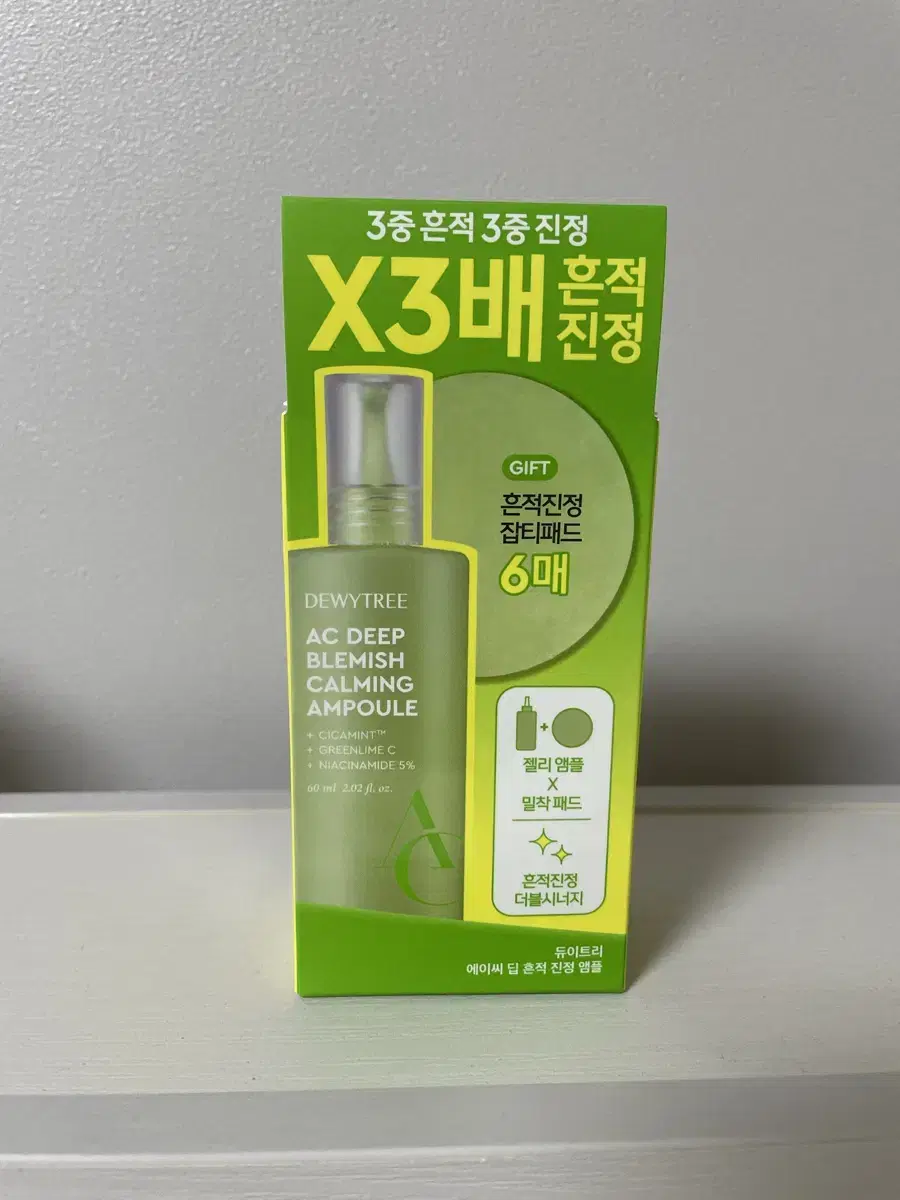 3중 흔적 3중 진정
X3배 흔적
진정
GIFT
흔적진정
잡티패드
6매
DEWYTREE
AC DEEP
BLEMISH
CALMING
AMPOULE
+ CICAMINT™
+ GREENLIME C
+ NIACINAMIDE 5%
60 ml 2.02 fl. oz.
AC
+
젤리 앰플
X
밀착 패드
흔적진정
더블시너지
듀이트리
에이씨 딥 흔적 진정 앰플